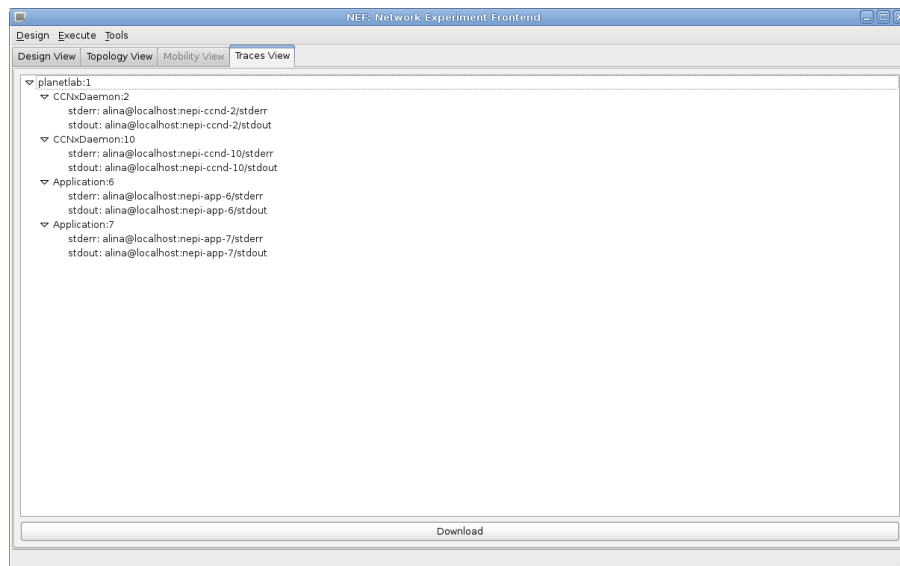 NEF: Network Experiment Frontend
Design Execute Tools
Design View Topology View Mobility View Traces View
planetlab:1
CCNxDaemon:2
stderr: alina@localhost:nepi-ccnd-2/stderr
stdout: alina@localhost:nepi-ccnd-2/stdout
CCNxDaemon:10
stderr: alina@localhost:nepi-ccnd-10/stderr
stdout: alina@localhost:nepi-ccnd-10/stdout
Application:6
stderr: alina@localhost:nepi-app-6/stderr
stdout: alina@localhost:nepi-app-6/stdout
Application:7
stderr: alina@localhost:nepi-app-7/stderr
stdout: alina@localhost:nepi-app-7/stdout
Download